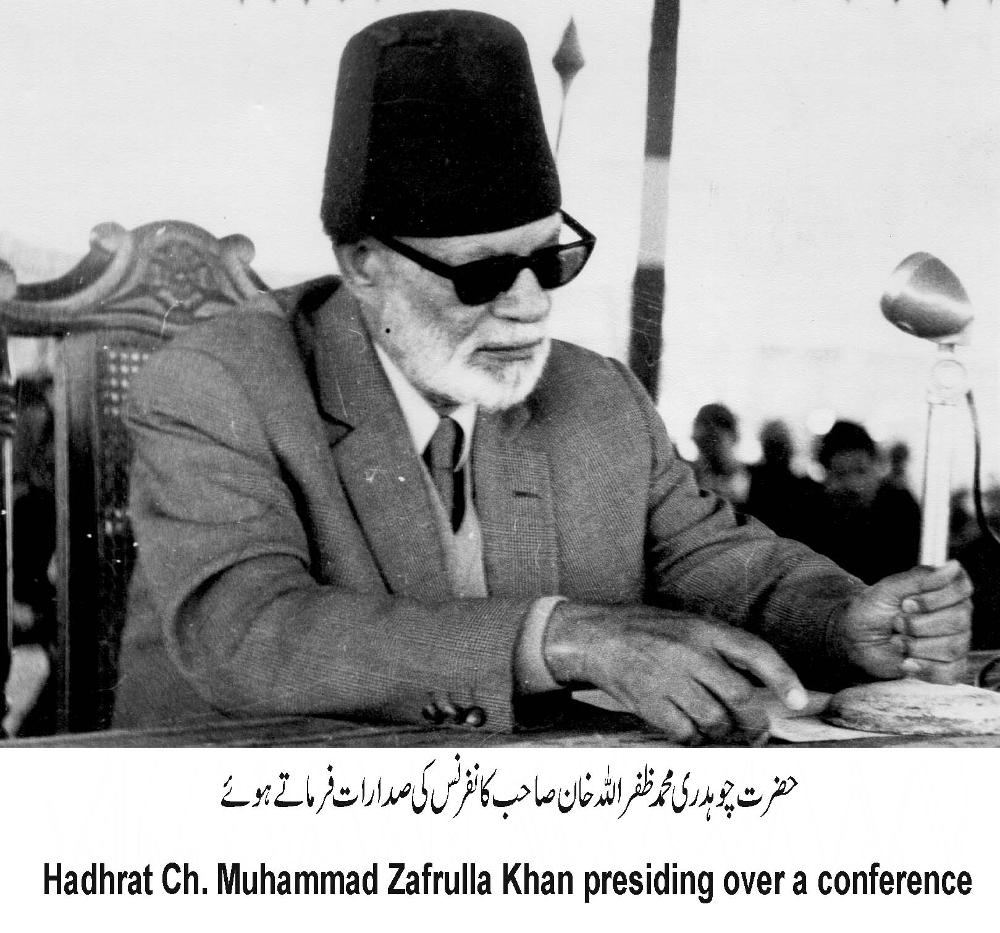 حضرت چوہدری محمد ظفر اللہ خان صاحب کانفرنس کی صدارات فرماتے ہوئے
Hadhrat Ch. Muhammad Zafrulla Khan presiding over a conference